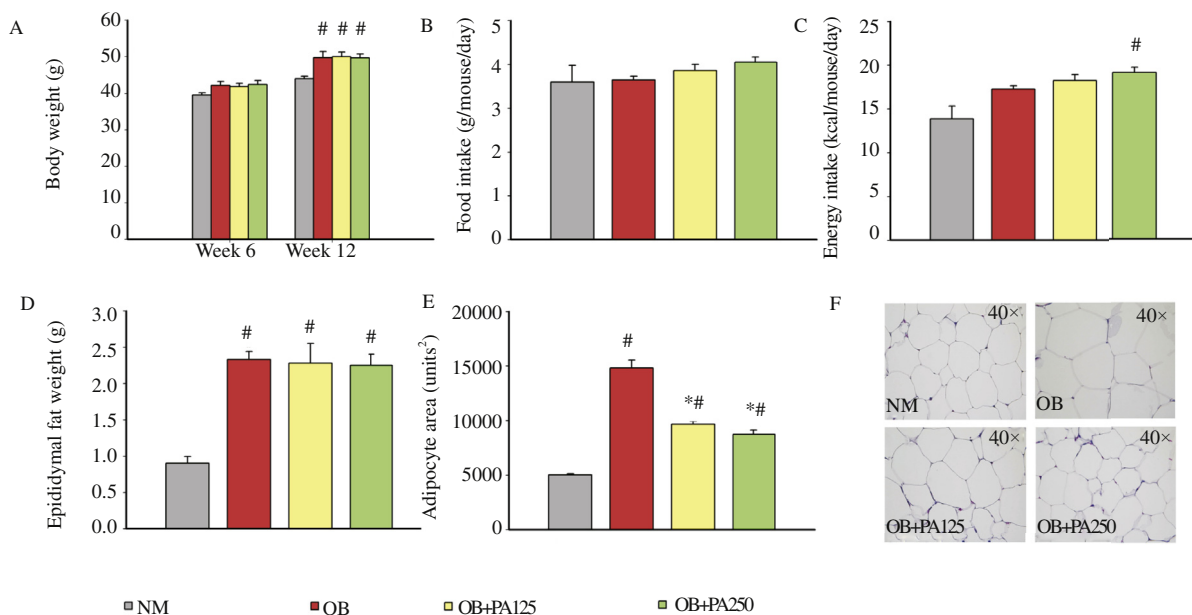 A
Body weight (g)
60
50
40
30
20
10
0
# # #
Week 6 Week 12
B
Food intake (g/mouse/day)
5
4
3
2
1
0
C
Energy intake (kcal/mouse/day)
25
20
15
10
5
0
#
D
Epididymal fat weight (g)
3.0
2.5
2.0
1.5
1.0
0.5
0.0
# # #
E
Adipocyte area (units²)
20000
15000
10000
5000
0
# *# *#
F
40× 40×
NM OB
40× 40×
OB+PA125 OB+PA250
NM OB OB+PA125 OB+PA250